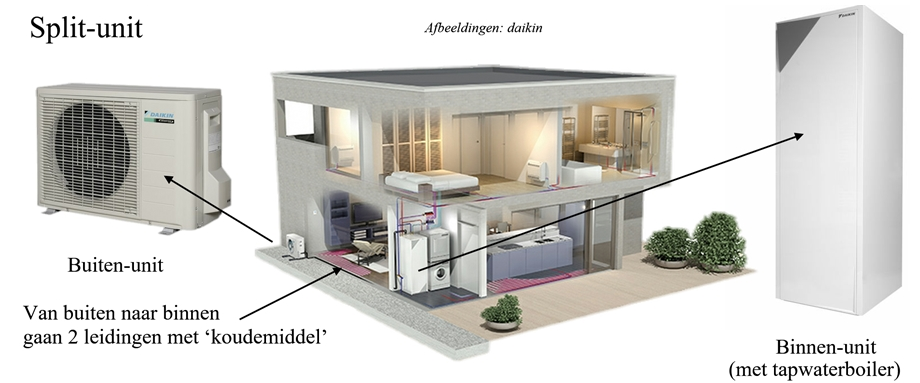 Split-unit
Afbeeldingen: daikin
DAIKIN
DAIKIN
Buiten-unit
Van buiten naar binnen
gaan 2 leidingen met ‘koudemiddel’
Binnen-unit
(met tapwaterboiler)